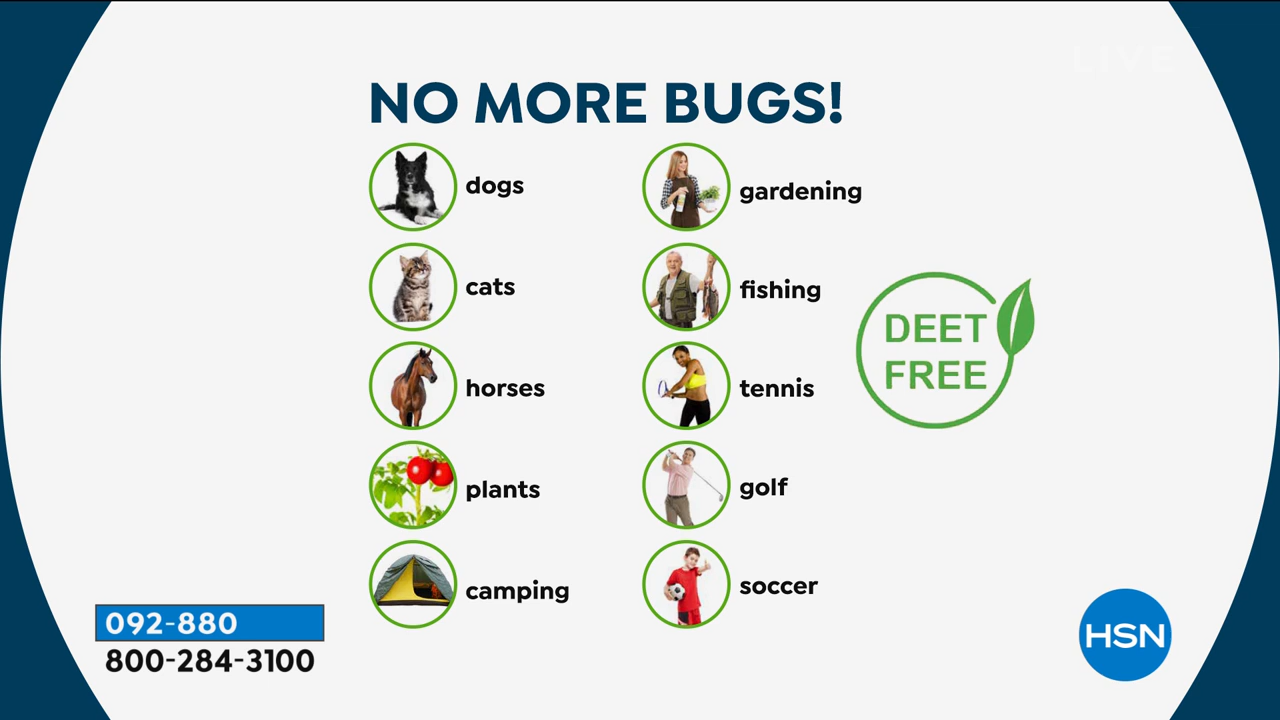 LIVE
NO MORE BUGS!
dogs
cats
horses
plants
camping
gardening
fishing
tennis
golf
soccer
DEET
FREE
092-880
800-284-3100
HSN